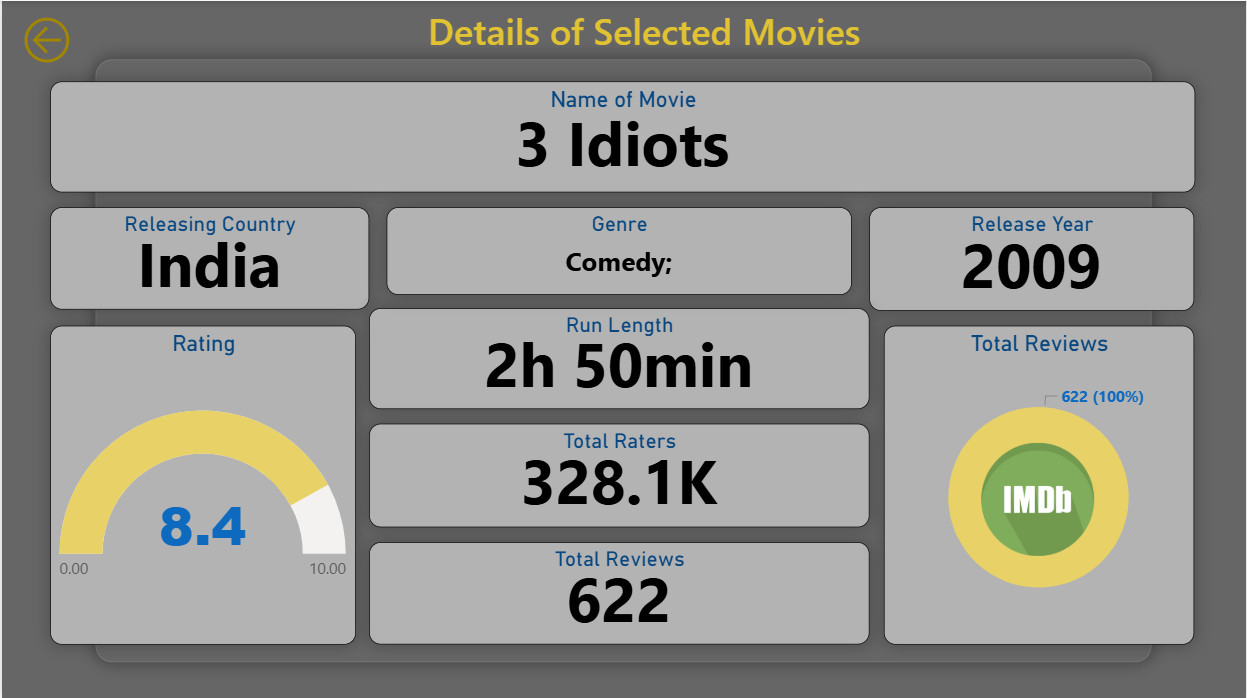 Details of Selected Movies
Name of Movie
3 Idiots
Releasing Country
India
Genre
Comedy;
Release Year
2009
Rating
8.4
0.00
10.00
Run Length
2h 50min
Total Raters
328.1K
Total Reviews
622
Total Reviews
622 (100%)
IMDb